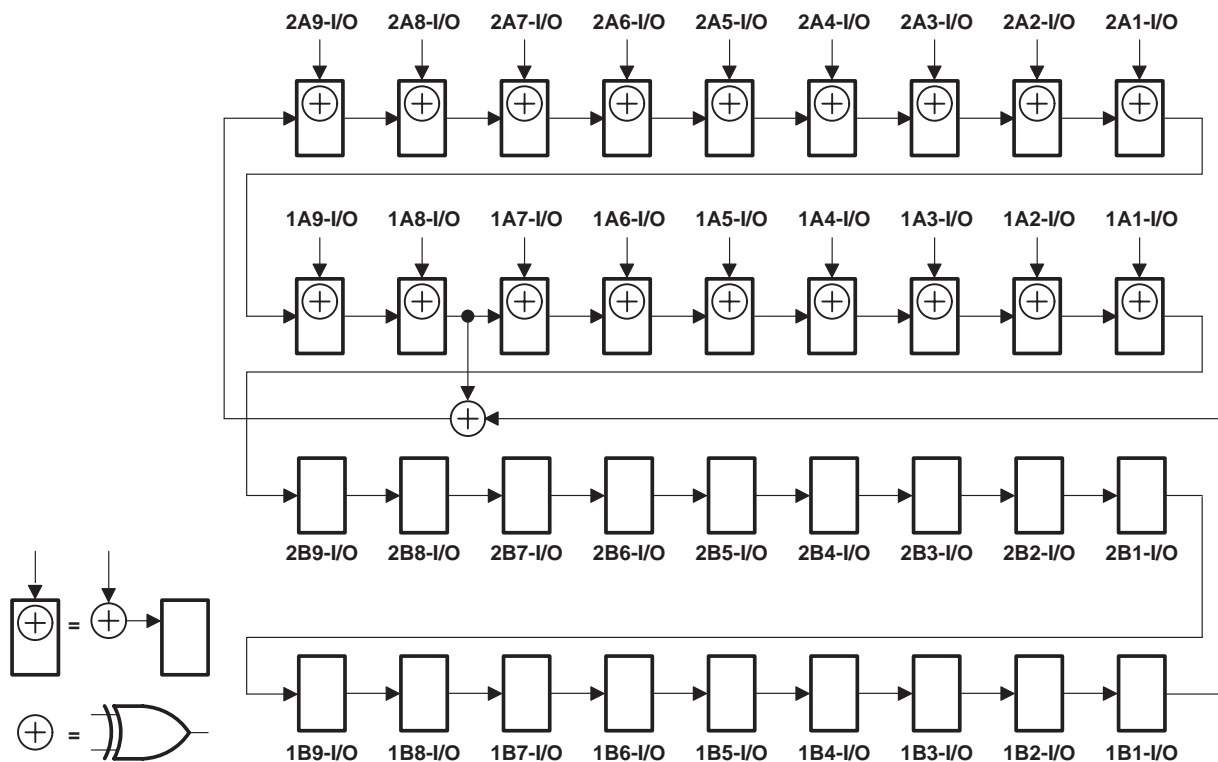 2A9-I/O 2A8-I/O 2A7-I/O 2A6-I/O 2A5-I/O 2A4-I/O 2A3-I/O 2A2-I/O 2A1-I/O
1A9-I/O 1A8-I/O 1A7-I/O 1A6-I/O 1A5-I/O 1A4-I/O 1A3-I/O 1A2-I/O 1A1-I/O
2B9-I/O 2B8-I/O 2B7-I/O 2B6-I/O 2B5-I/O 2B4-I/O 2B3-I/O 2B2-I/O 2B1-I/O
=
=
1B9-I/O 1B8-I/O 1B7-I/O 1B6-I/O 1B5-I/O 1B4-I/O 1B3-I/O 1B2-I/O 1B1-I/O